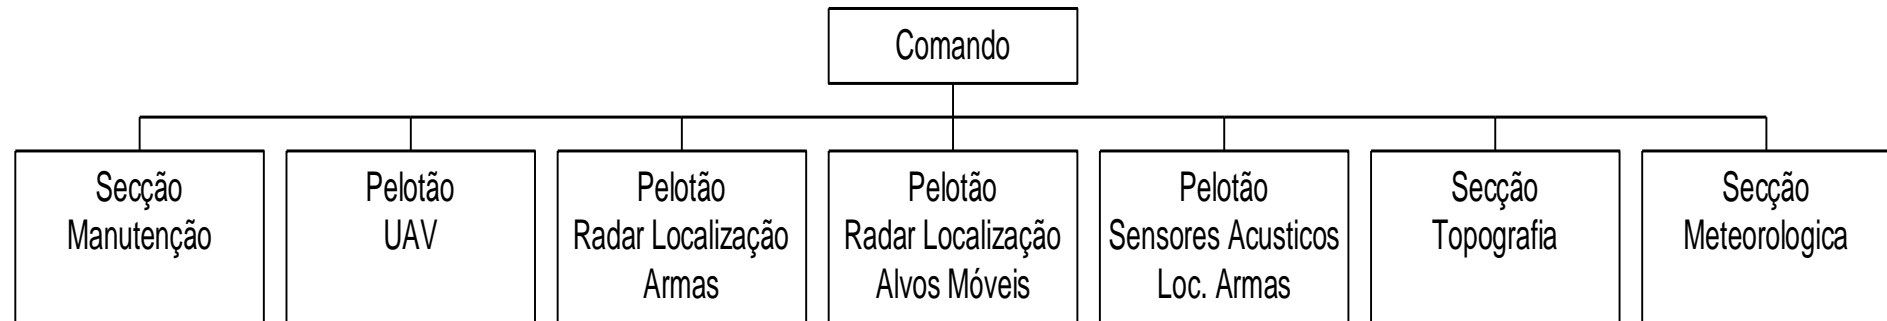 Comando
Secção
Manutenção
Pelotão
UAV
Pelotão
Radar Localização
Armas
Pelotão
Radar Localização
Alvos Móveis
Pelotão
Sensores Acusticos
Loc. Armas
Secção
Topografia
Secção
Meteorologica